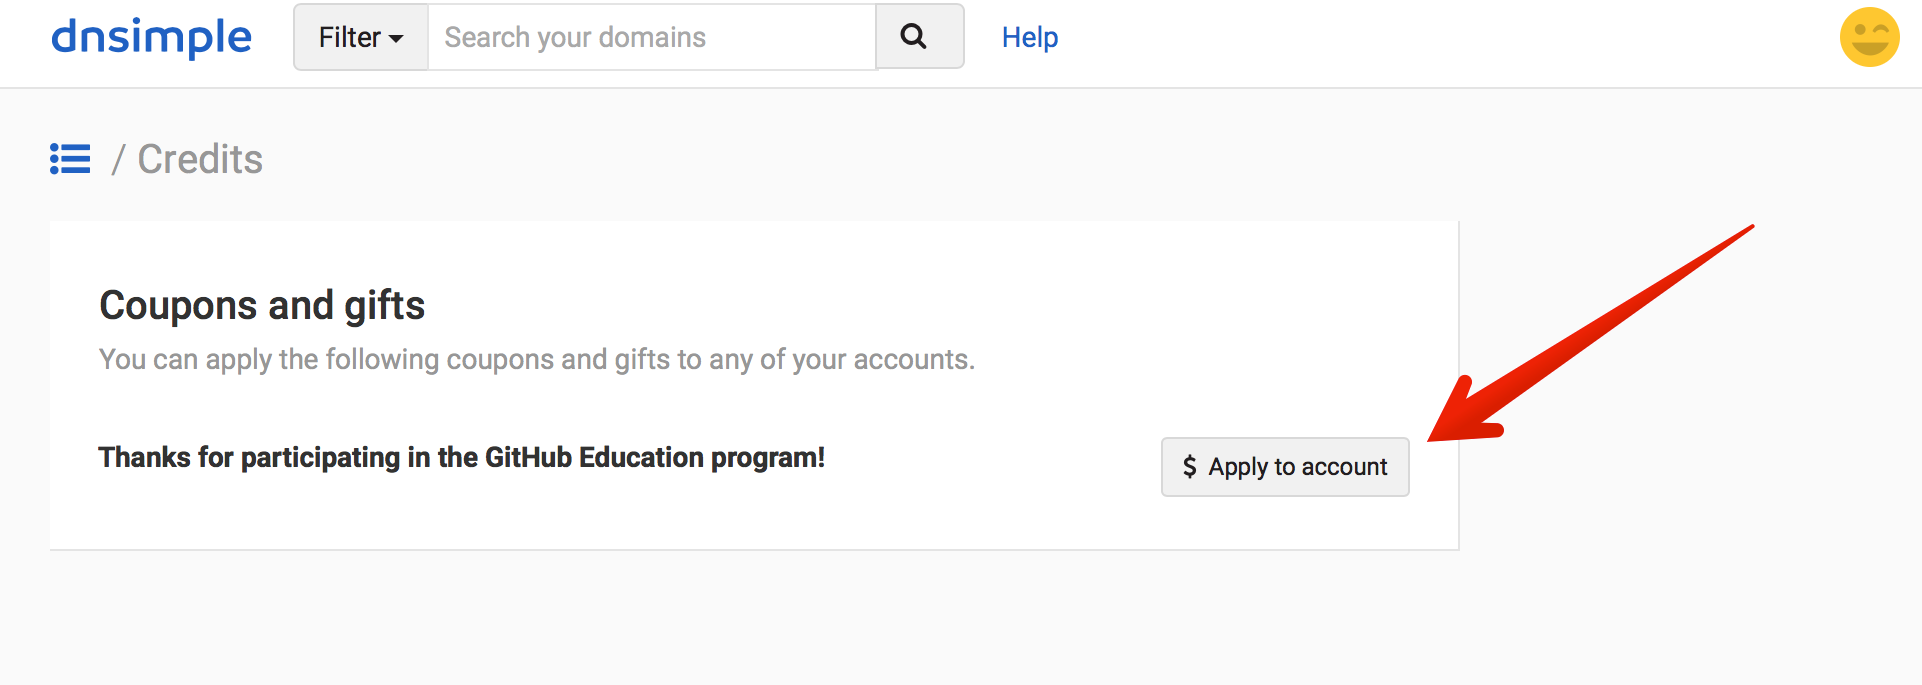 dnsimple
Filter
Search your domains
Help
/ Credits
Coupons and gifts
You can apply the following coupons and gifts to any of your accounts.
Thanks for participating in the GitHub Education program!
$ Apply to account